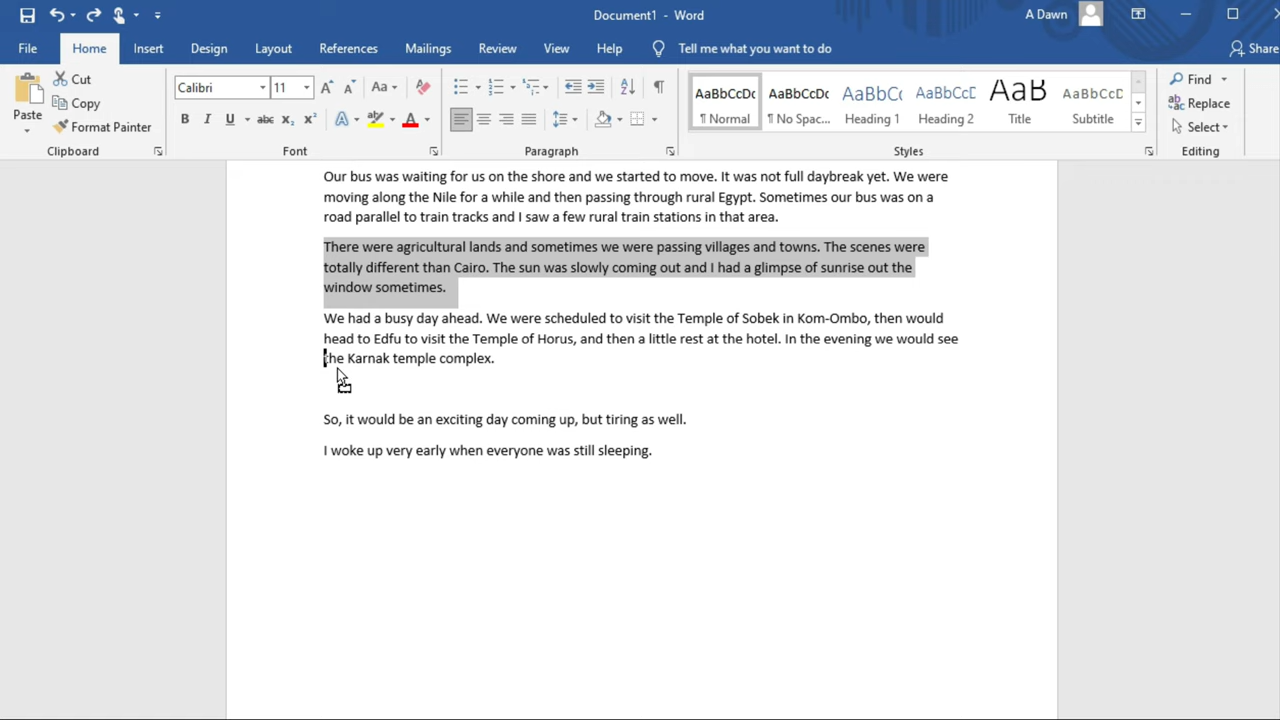 Document1 - Word
A Dawn
File Home Insert Design Layout References Mailings Review View Help Tell me what you want to do Share
Paste
Cut
Copy
Format Painter
Clipboard
Calibri 11
Aa
B I U abc x₂ x² A A
Font
Paragraph
AaBbCcDc AaBbCcDc AaBbCc AaBbCcC AaB AaBbCcD
¶ Normal ¶ No Spac... Heading 1 Heading 2 Title Subtitle
Styles
Find
Replace
Select
Editing
Our bus was waiting for us on the shore and we started to move. It was not full daybreak yet. We were
moving along the Nile for a while and then passing through rural Egypt. Sometimes our bus was on a
road parallel to train tracks and I saw a few rural train stations in that area.
There were agricultural lands and sometimes we were passing villages and towns. The scenes were
totally different than Cairo. The sun was slowly coming out and I had a glimpse of sunrise out the
window sometimes.
We had a busy day ahead. We were scheduled to visit the Temple of Sobek in Kom-Ombo, then would
head to Edfu to visit the Temple of Horus, and then a little rest at the hotel. In the evening we would see
the Karnak temple complex.
So, it would be an exciting day coming up, but tiring as well.
I woke up very early when everyone was still sleeping.